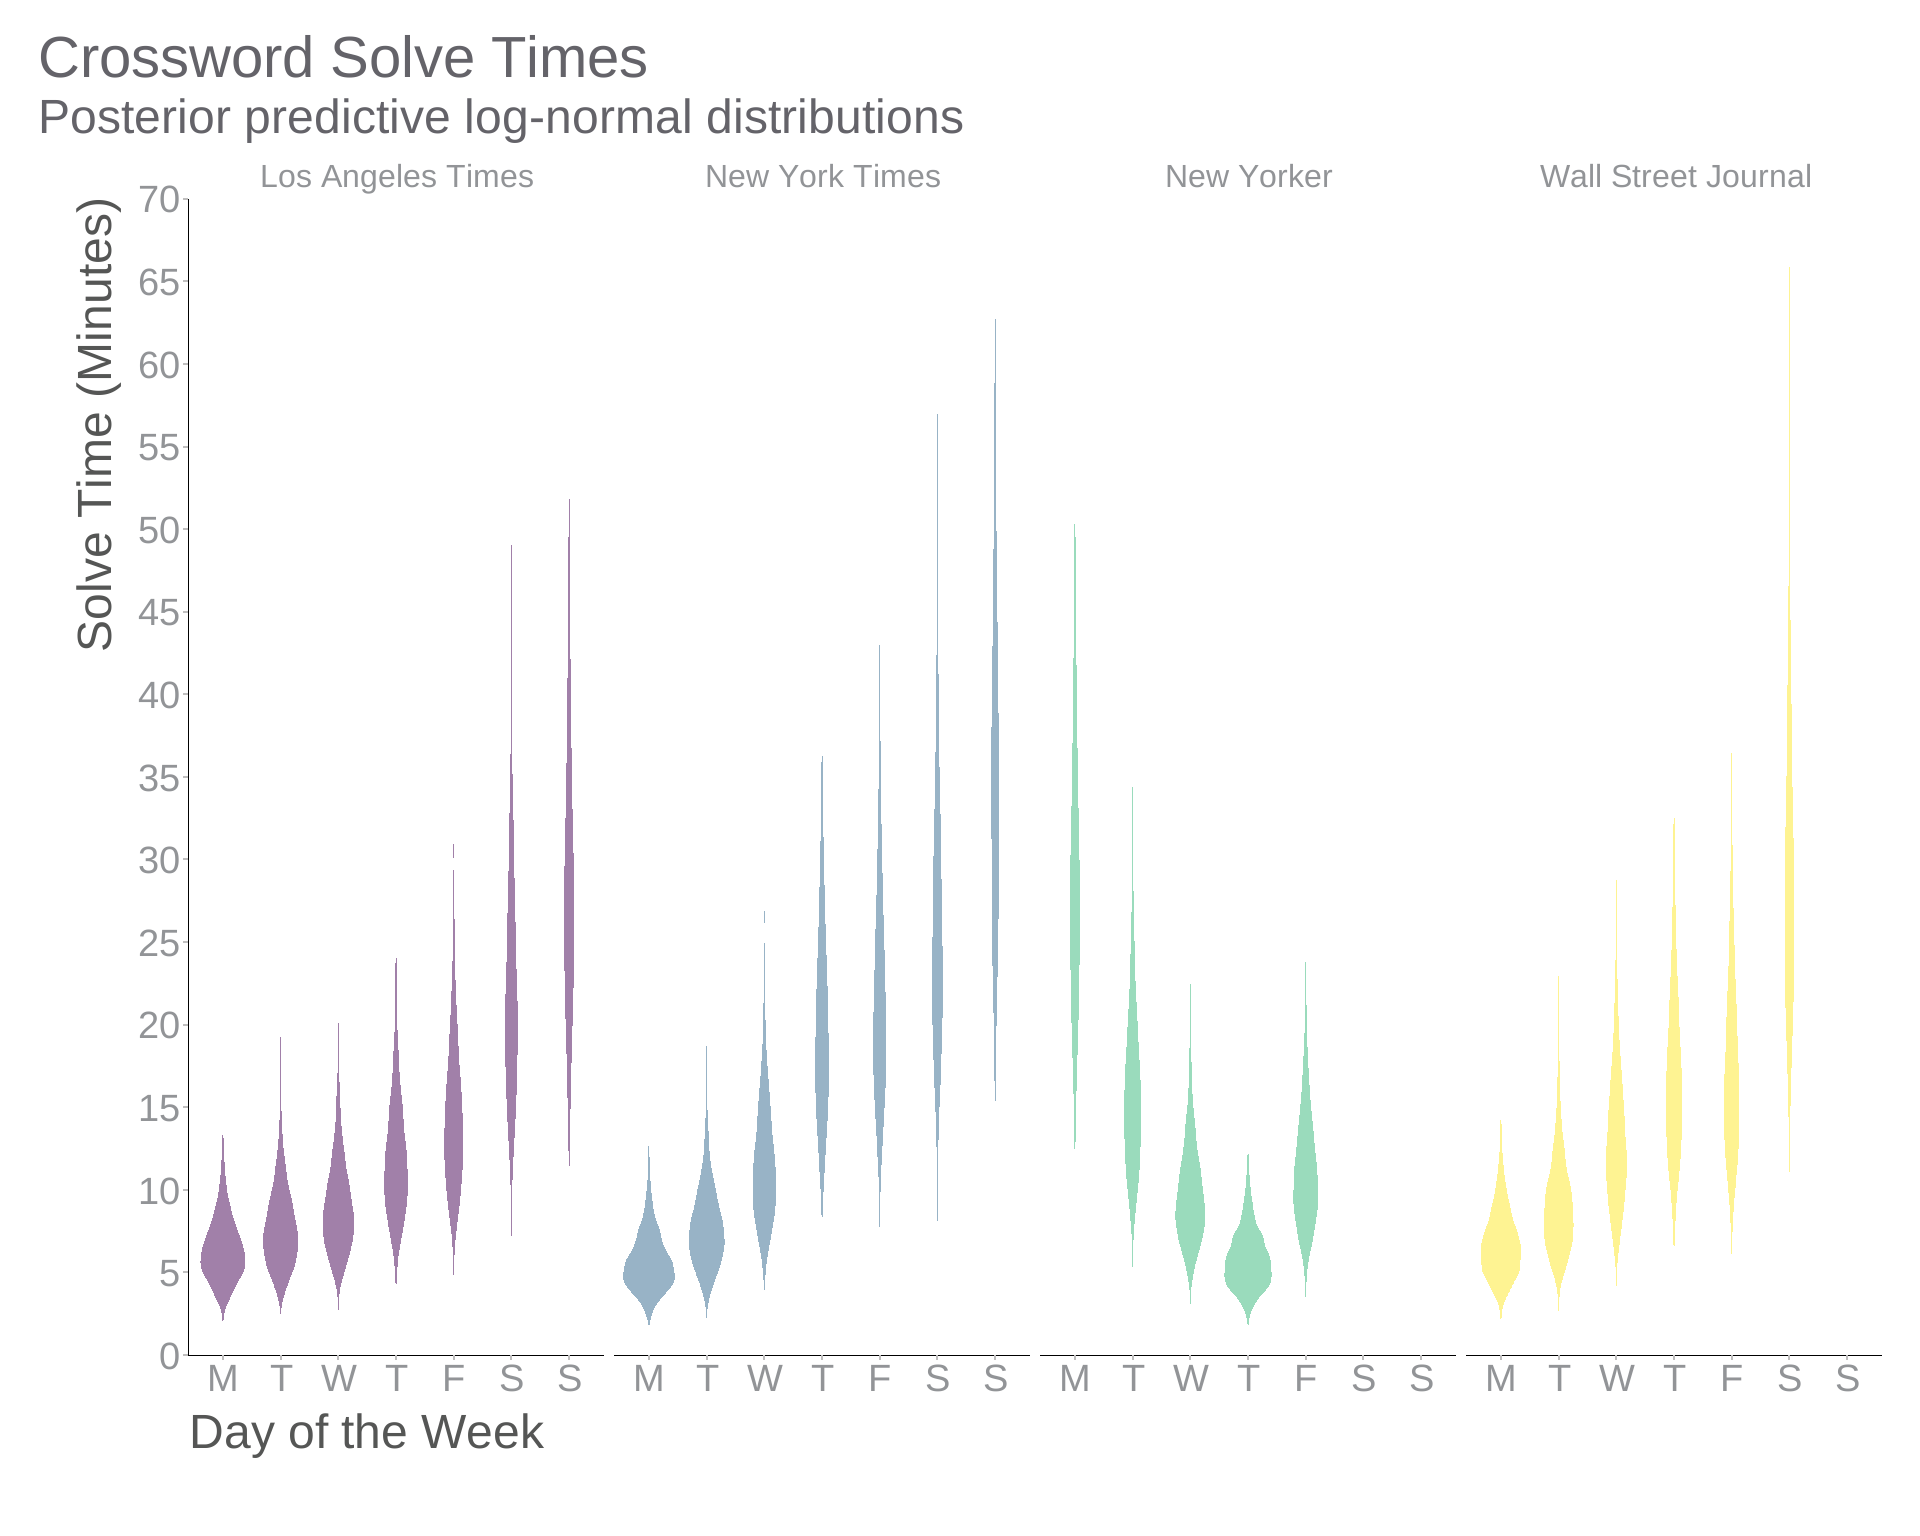 Crossword Solve Times
Posterior predictive log-normal distributions
Los Angeles Times New York Times New Yorker Wall Street Journal
Solve Time (Minutes)
70
65
60
55
50
45
40
35
30
25
20
15
10
5
0
M T W T F S S M T W T F S S M T W T F S S M T W T F S S
Day of the Week